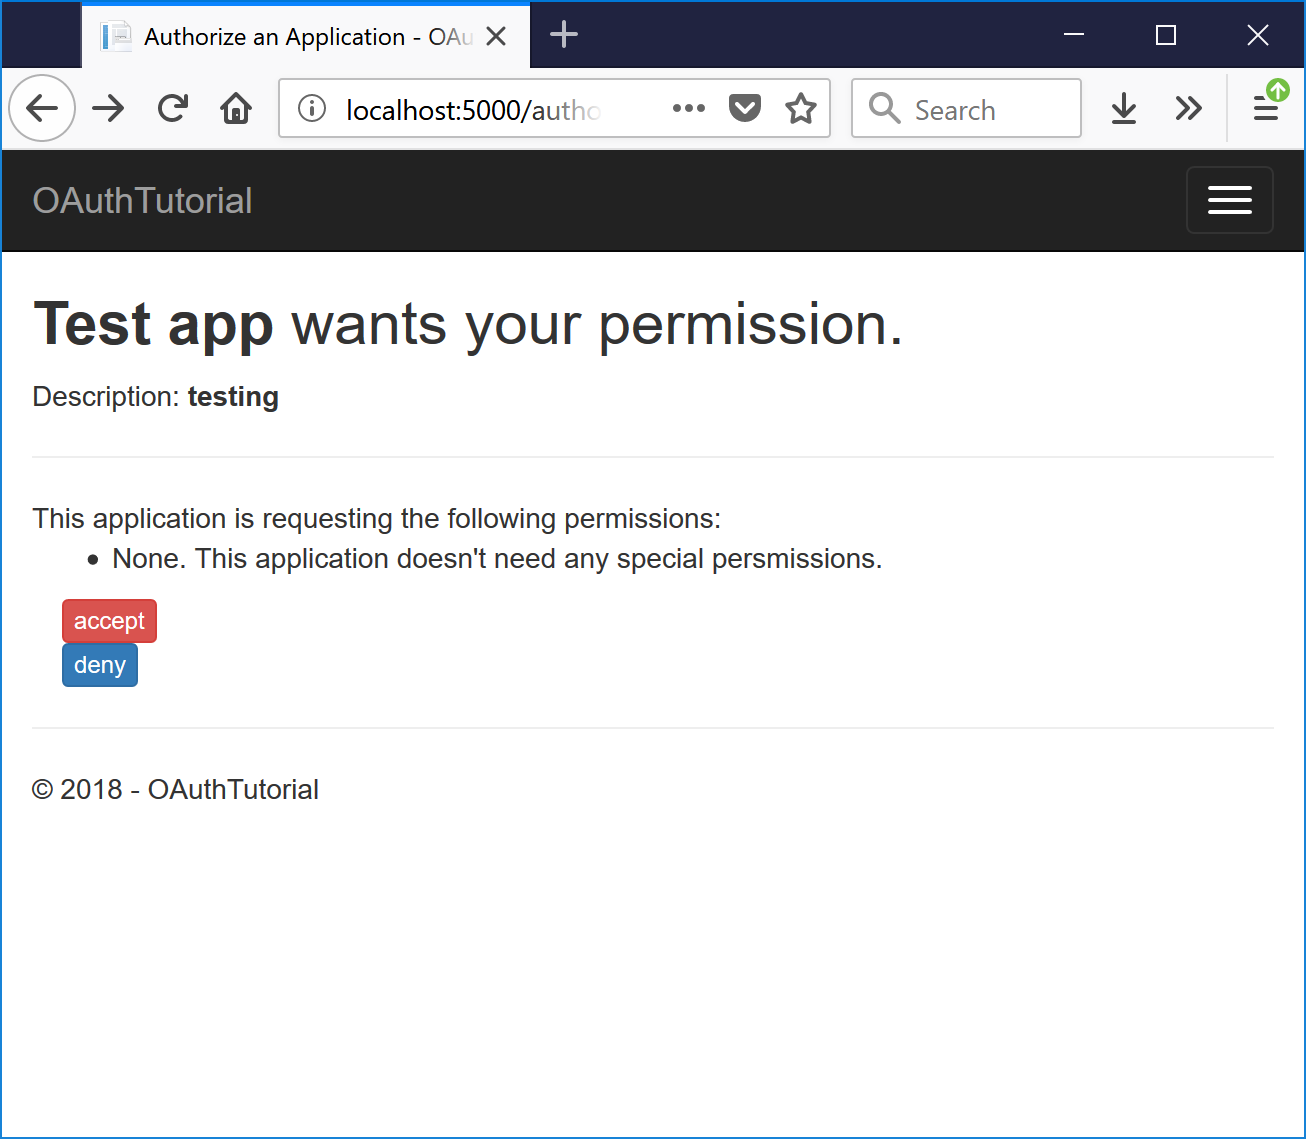 Authorize an Application - OAu
localhost:5000/autho
Search
OAuthTutorial
Test app wants your permission.
Description: testing
This application is requesting the following permissions:
• None. This application doesn't need any special persmissions.
accept
deny
© 2018 - OAuthTutorial